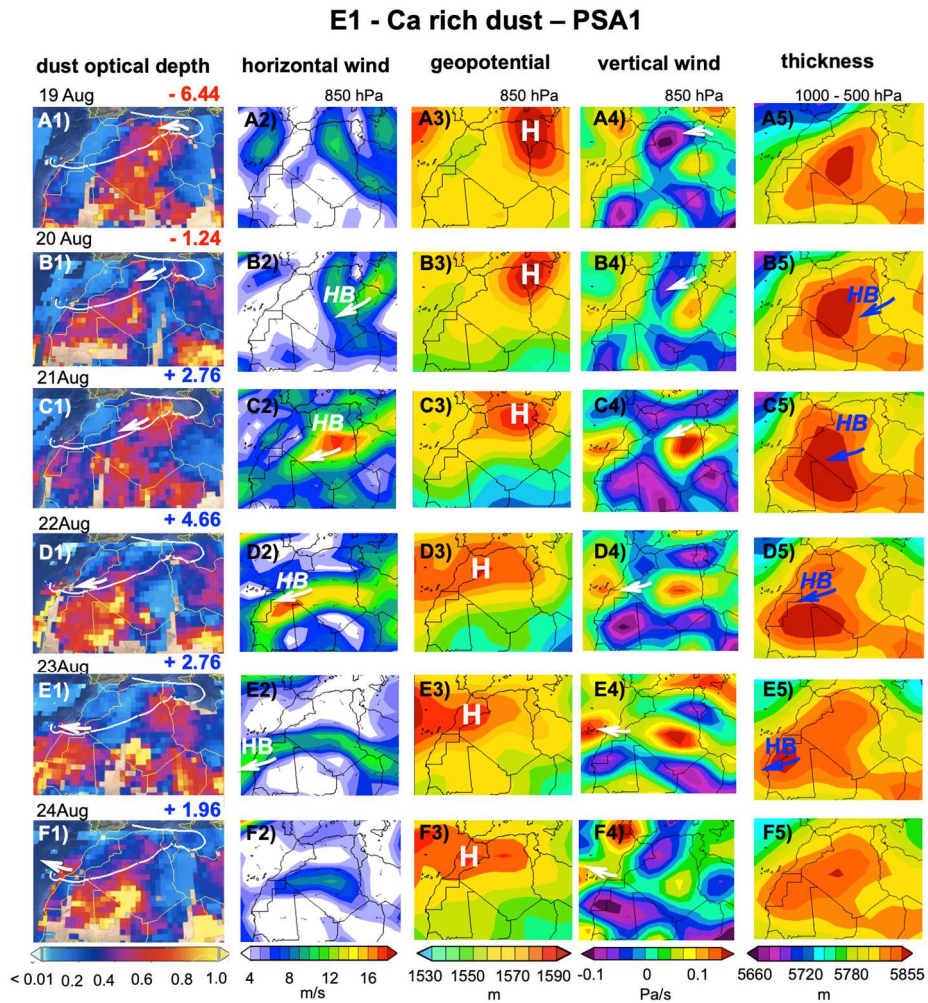 E1 - Ca rich dust – PSA1
dust optical depth horizontal wind geopotential vertical wind thickness
19 Aug - 6.44 850 hPa 850 hPa 850 hPa 1000 - 500 hPa
A1) A2) A3) H A4) A5)
20 Aug - 1.24
B1) B2) HB B3) H B4) B5) HB
21Aug + 2.76
C1) C2) HB C3) H C4) C5) HB
22Aug + 4.66
D1) D2) HB D3) H D4) D5) HB
23Aug + 2.76
E1) E2) HB E3) H E4) E5) HB
24Aug + 1.96
F1) F2) F3) H F4) F5)
< 0.01 0.2 0.4 0.6 0.8 1.0 4 8 12 16 1530 1550 1570 1590 -0.1 0 0.1 5660 5720 5780 5855
m/s m Pa/s m